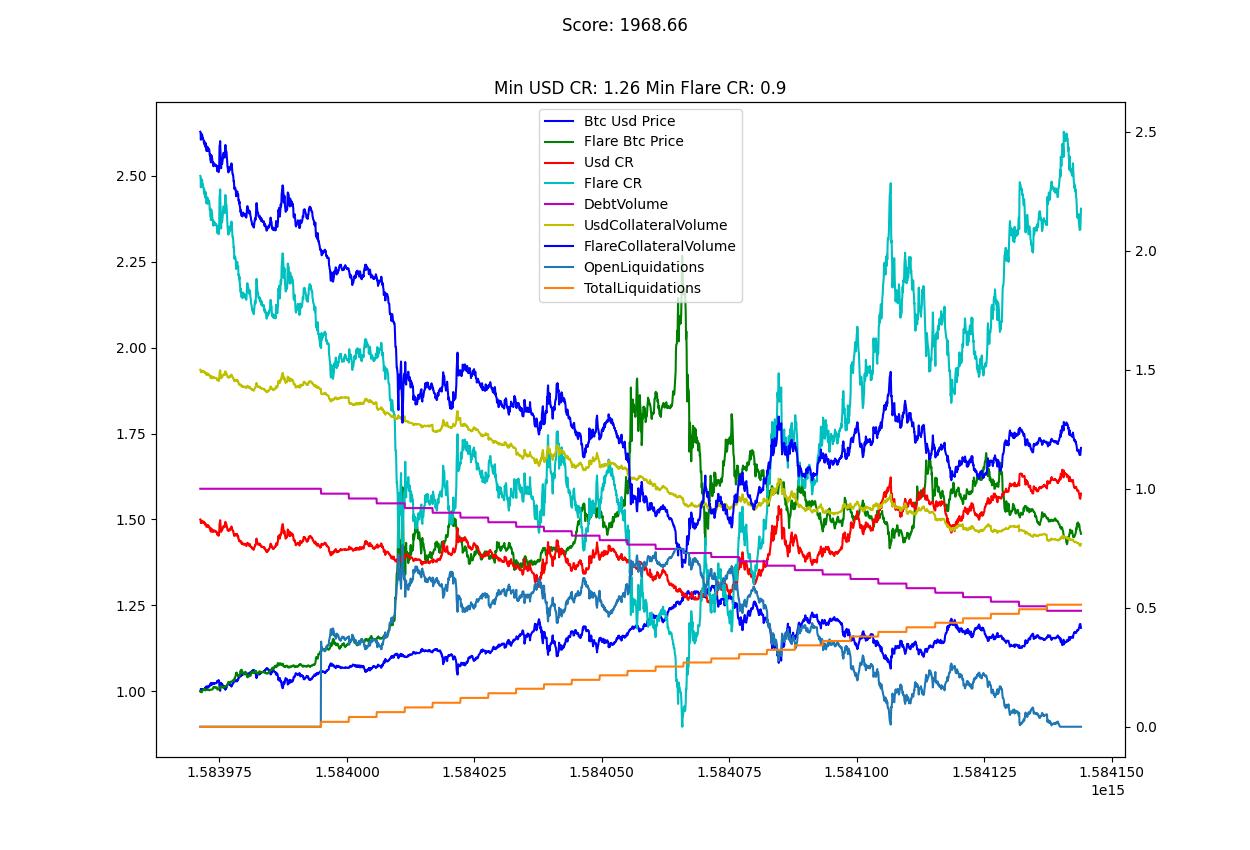 Score: 1968.66
Min USD CR: 1.26 Min Flare CR: 0.9
Btc Usd Price
Flare Btc Price
Usd CR
Flare CR
DebtVolume
UsdCollateralVolume
FlareCollateralVolume
OpenLiquidations
TotalLiquidations
2.50
2.25
2.00
1.75
1.50
1.25
1.00
2.5
2.0
1.5
1.0
0.5
0.0
1.583975 1.584000 1.584025 1.584050 1.584075 1.584100 1.584125 1.584150
1e15